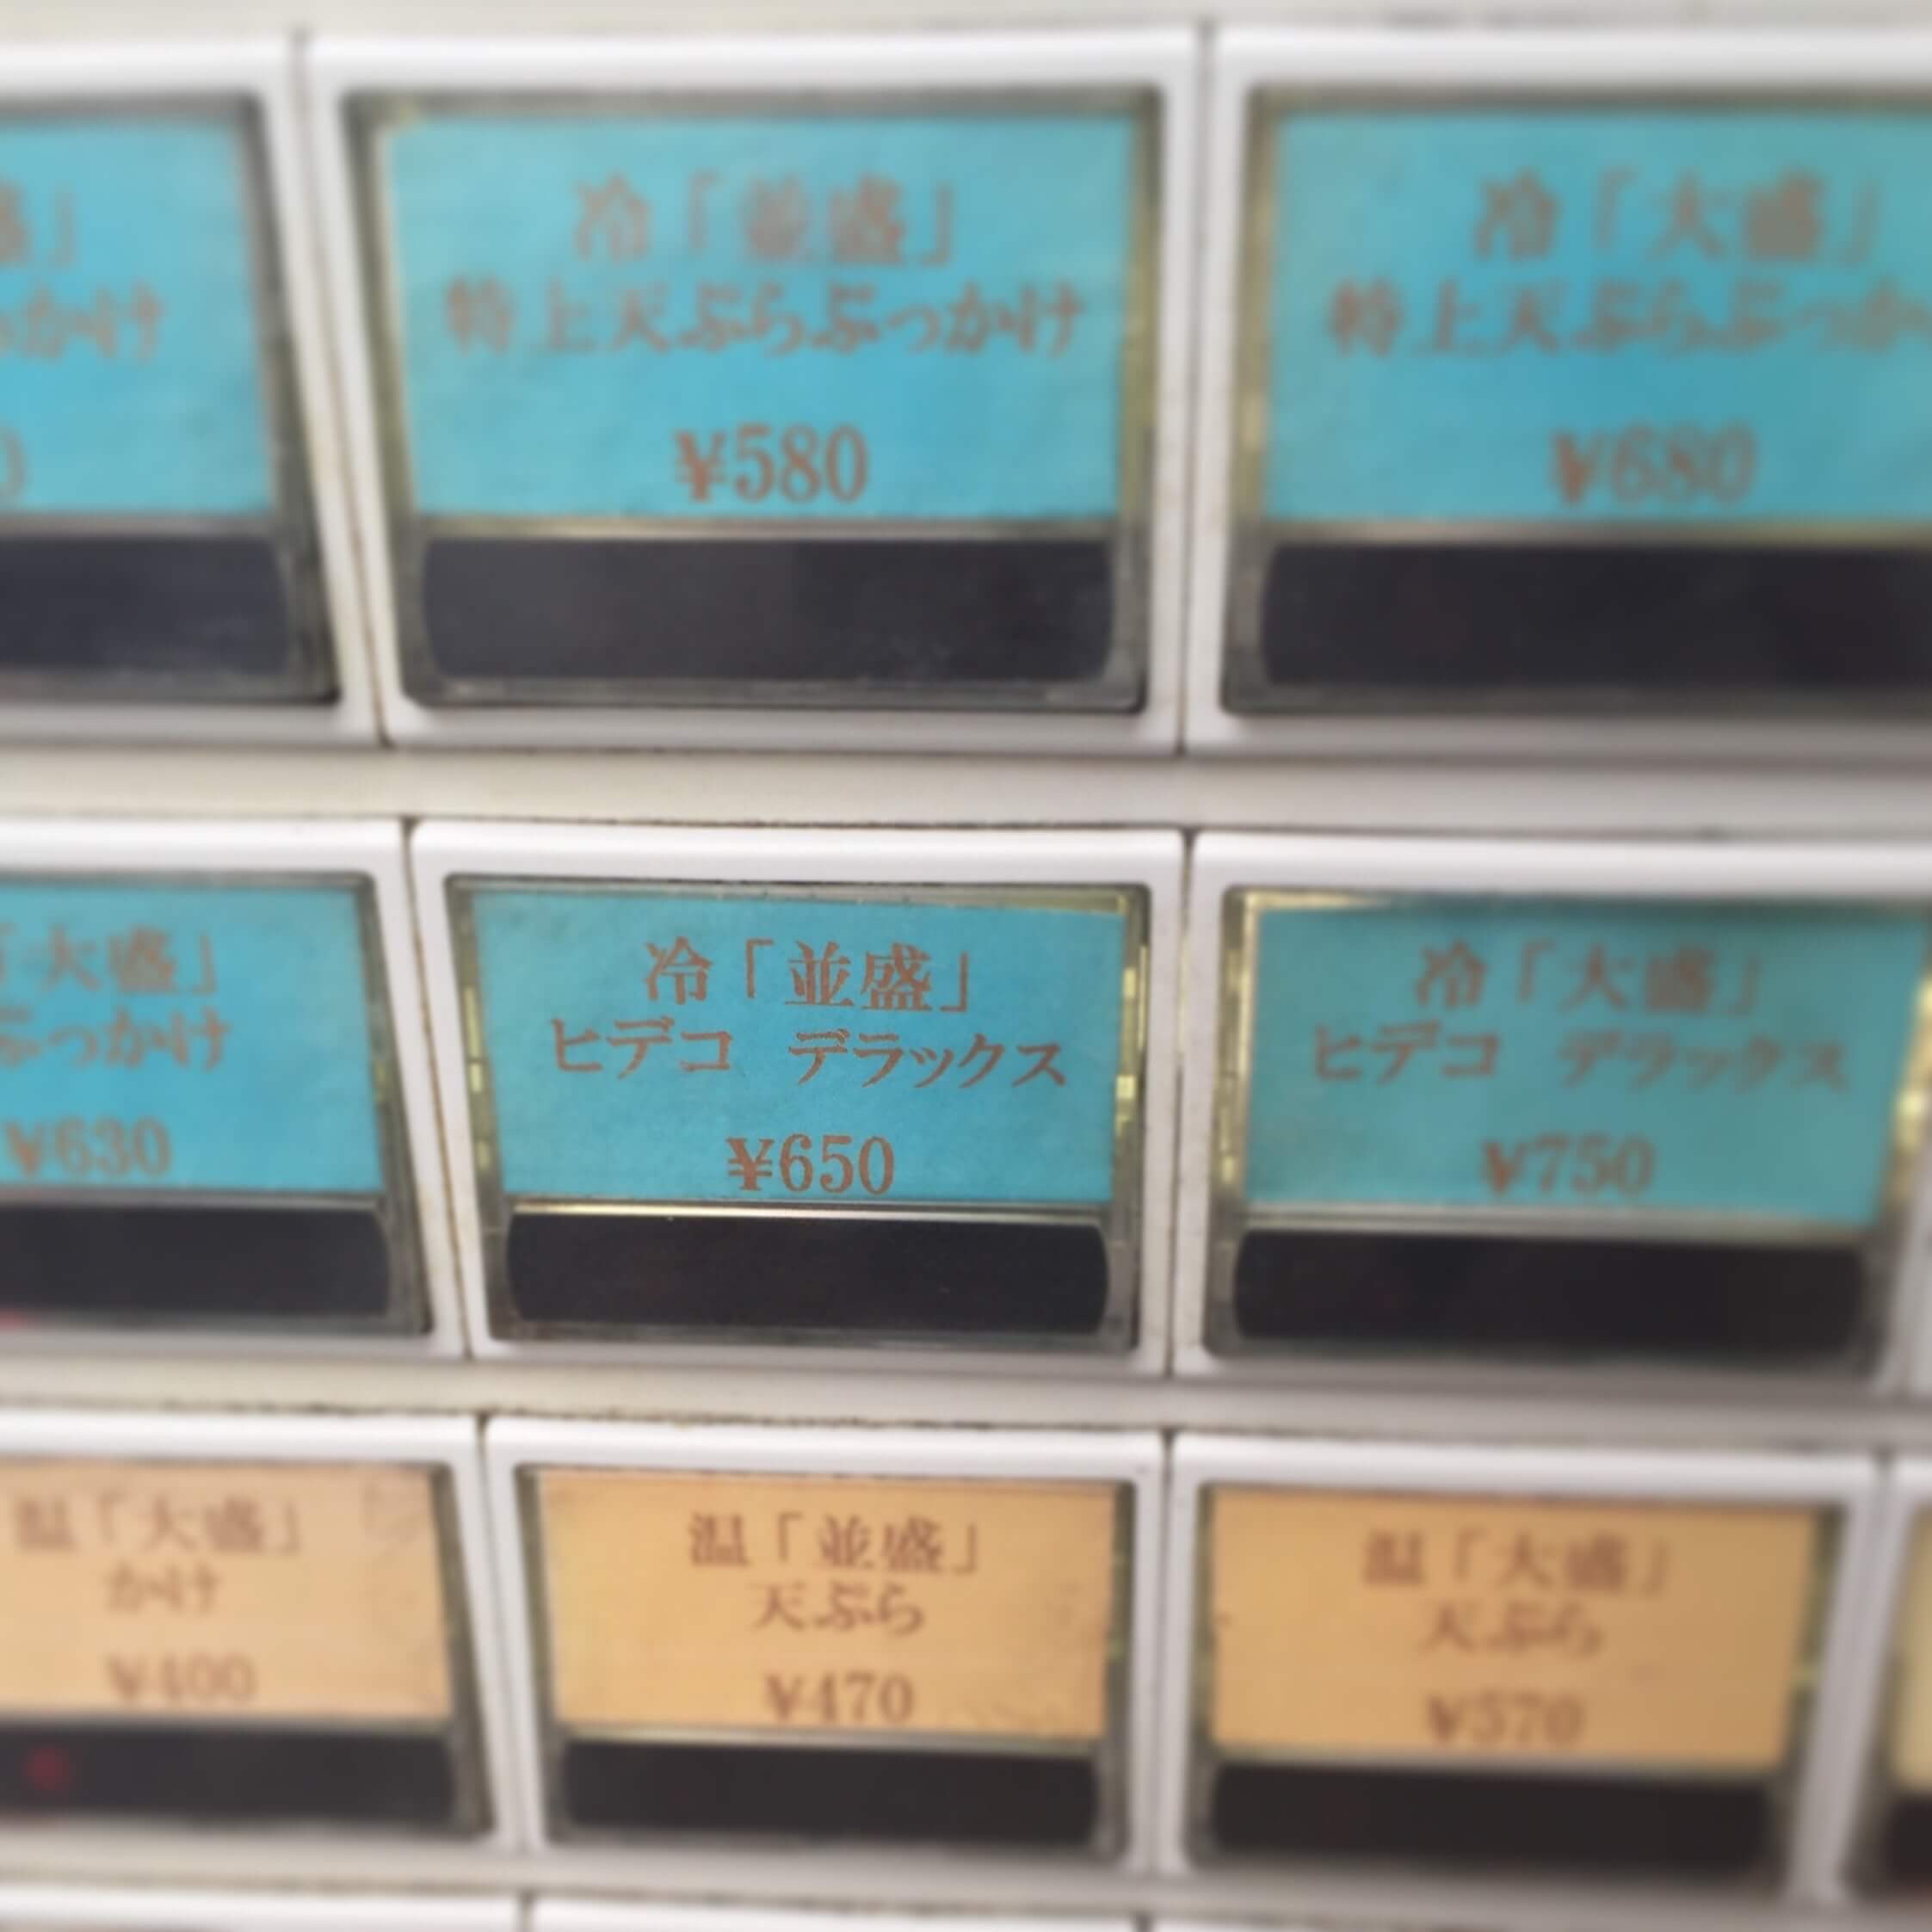 盛」
っかけ
0
冷「並盛」
特上天ぷらぶっかけ
¥580
冷「大盛」
特上天ぷらぶっか
¥680
「大盛」
ぶっかけ
¥630
冷「並盛」
ヒデコ デラックス
¥650
冷「大盛」
ヒデコ デラックス
¥750
温「大盛」
かけ
¥400
温「並盛」
天ぷら
¥470
温「大盛」
天ぷら
¥570